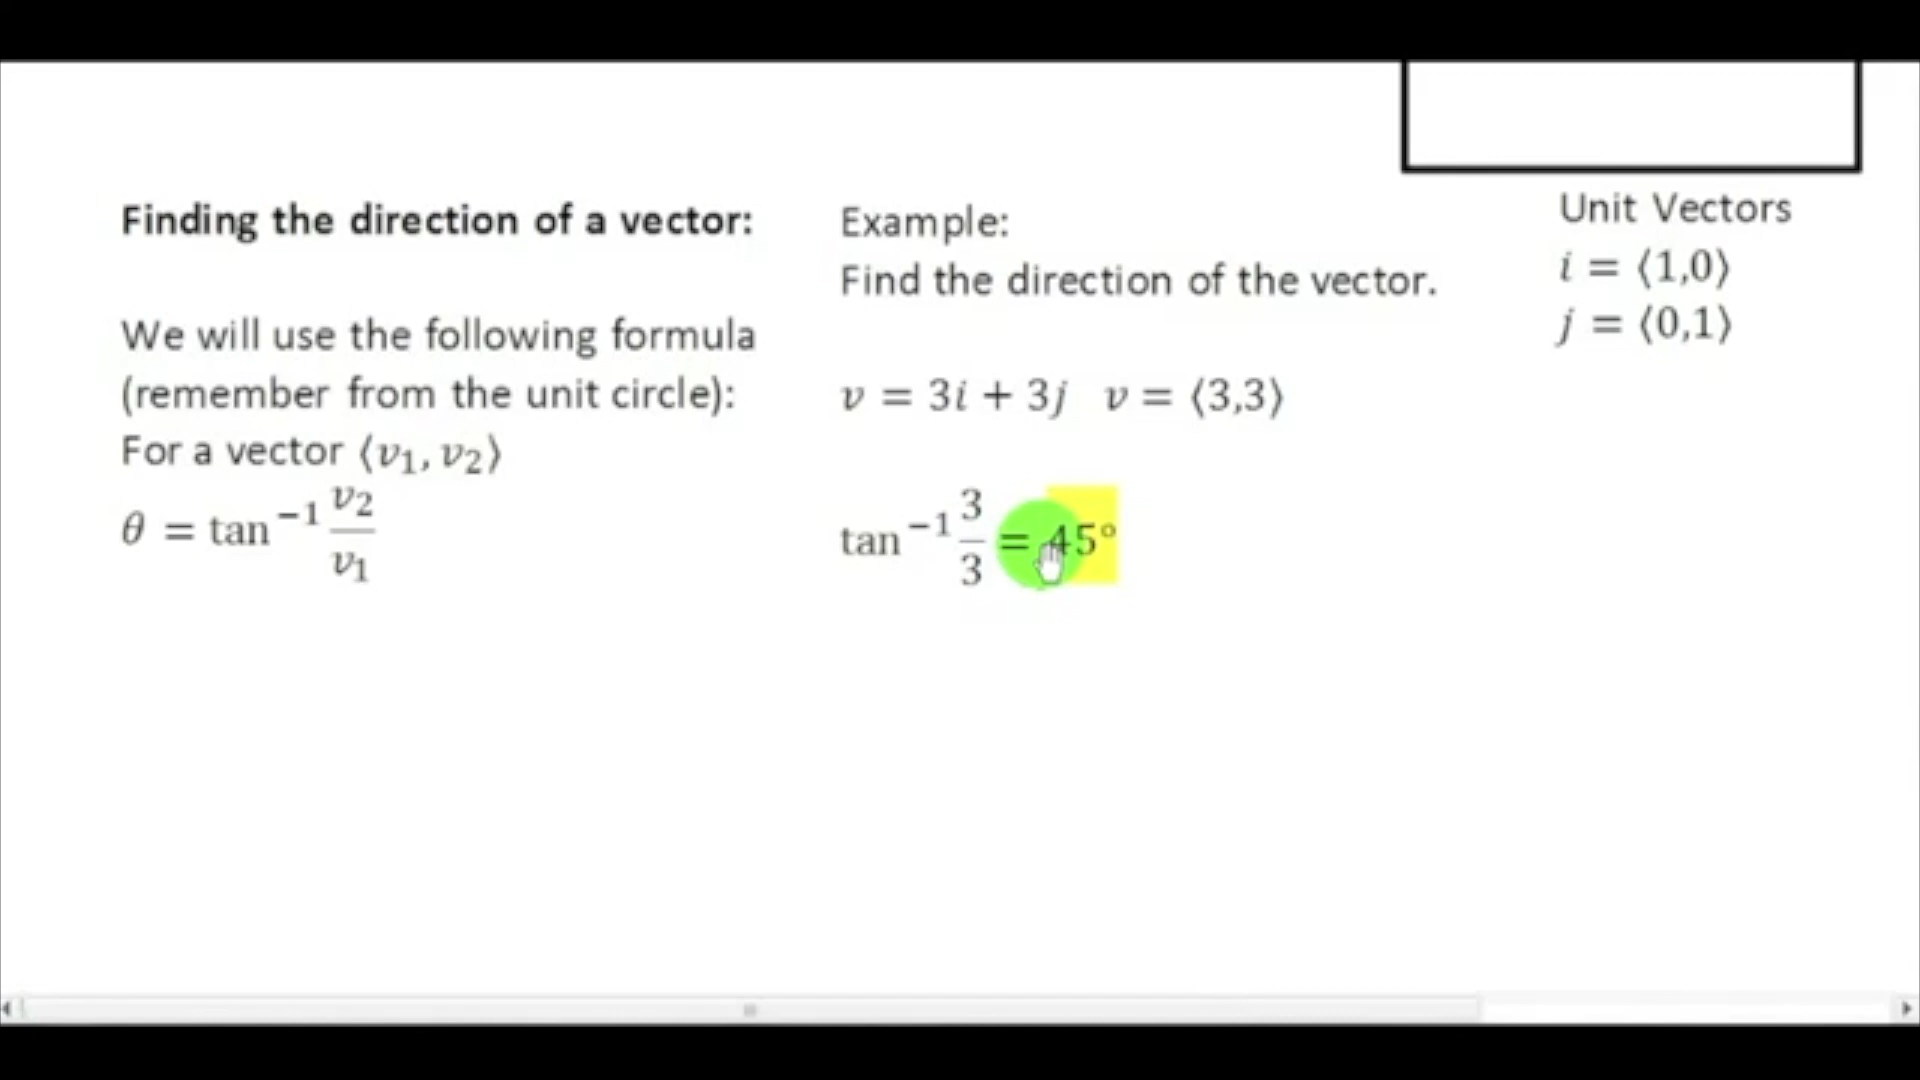 Finding the direction of a vector:
We will use the following formula
(remember from the unit circle):
For a vector ⟨v₁, v₂⟩
θ = tan⁻¹ v₂/v₁
Example:
Find the direction of the vector.
v = 3i + 3j v = ⟨3,3⟩
tan⁻¹ 3/3 = 45°
Unit Vectors
i = ⟨1,0⟩
j = ⟨0,1⟩